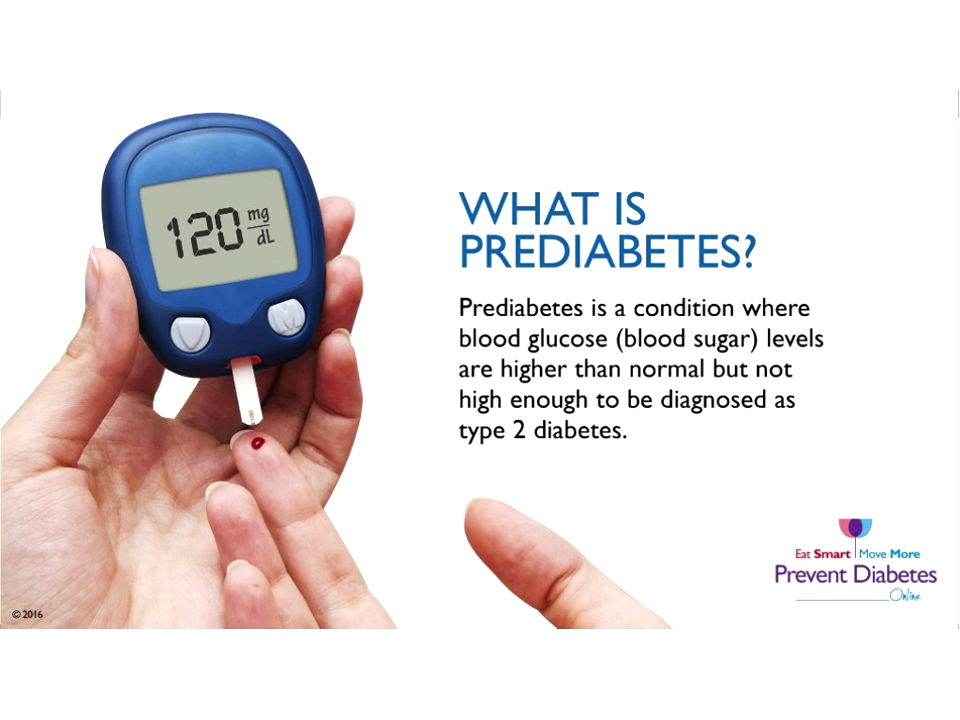 120 mg
dL
WHAT IS
PREDIABETES?
Prediabetes is a condition where
blood glucose (blood sugar) levels
are higher than normal but not
high enough to be diagnosed as
type 2 diabetes.
Eat Smart Move More
Prevent Diabetes
Online
© 2016